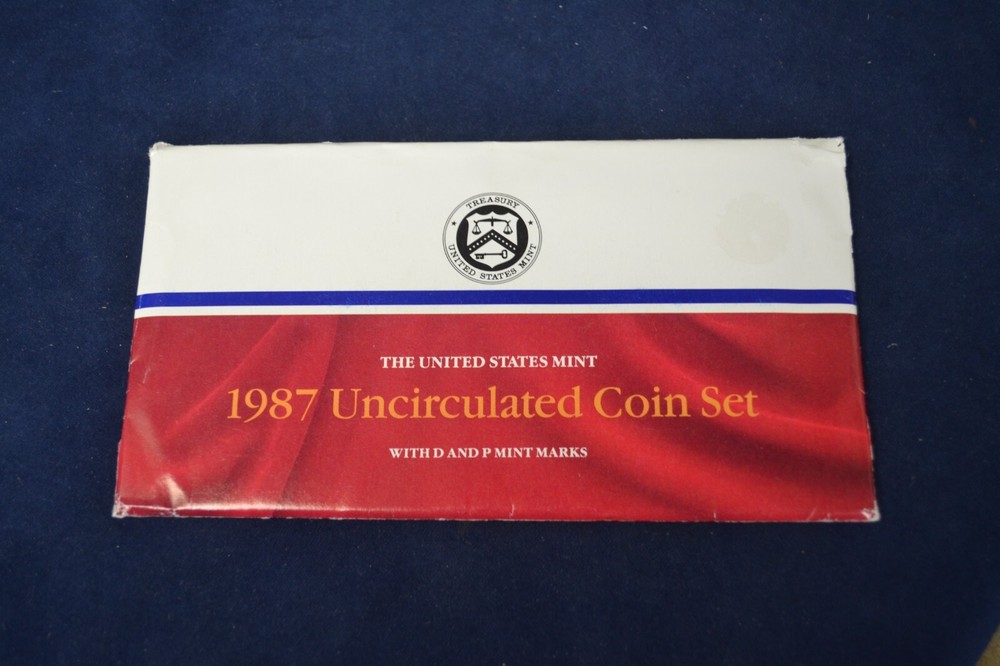 TREASURY
UNITED STATES MINT
THE UNITED STATES MINT
1987 Uncirculated Coin Set
WITH D AND P MINT MARKS